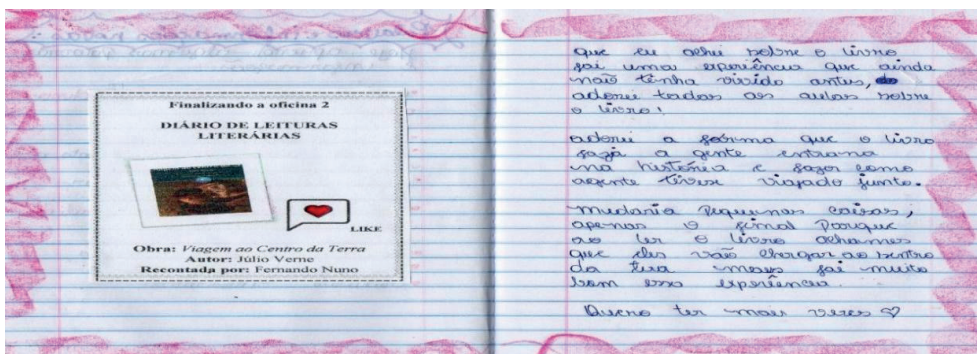 Finalizando a oficina 2
DIÁRIO DE LEITURAS
LITERÁRIAS
LIKE
Obra: Viagem ao Centro da Terra
Autor: Júlio Verne
Recontada por: Fernando Nuno
que eu achei sobre o livro
foi uma experiência que ainda
não tinha vivido antes,
adorei todas as aulas sobre
o livro!
adorei a forma que o livro
fazia a gente entrar
na história e fazer como
agente tivese viajado junto.
mudaria pequenas coisas,
apenas o final Porque
ao ler o livro achamos
que eles vão chegar ao sentro
da tera mais foi muito
bom essa experiência.
Quero ter mais vezes